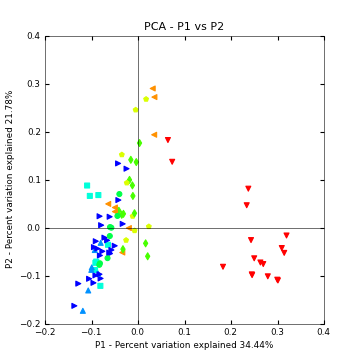 PCA - P1 vs P2
P2 - Percent variation explained 21.78%
0.4
0.3
0.2
0.1
0.0
−0.1
−0.2
−0.2 −0.1 0.0 0.1 0.2 0.3 0.4
P1 - Percent variation explained 34.44%